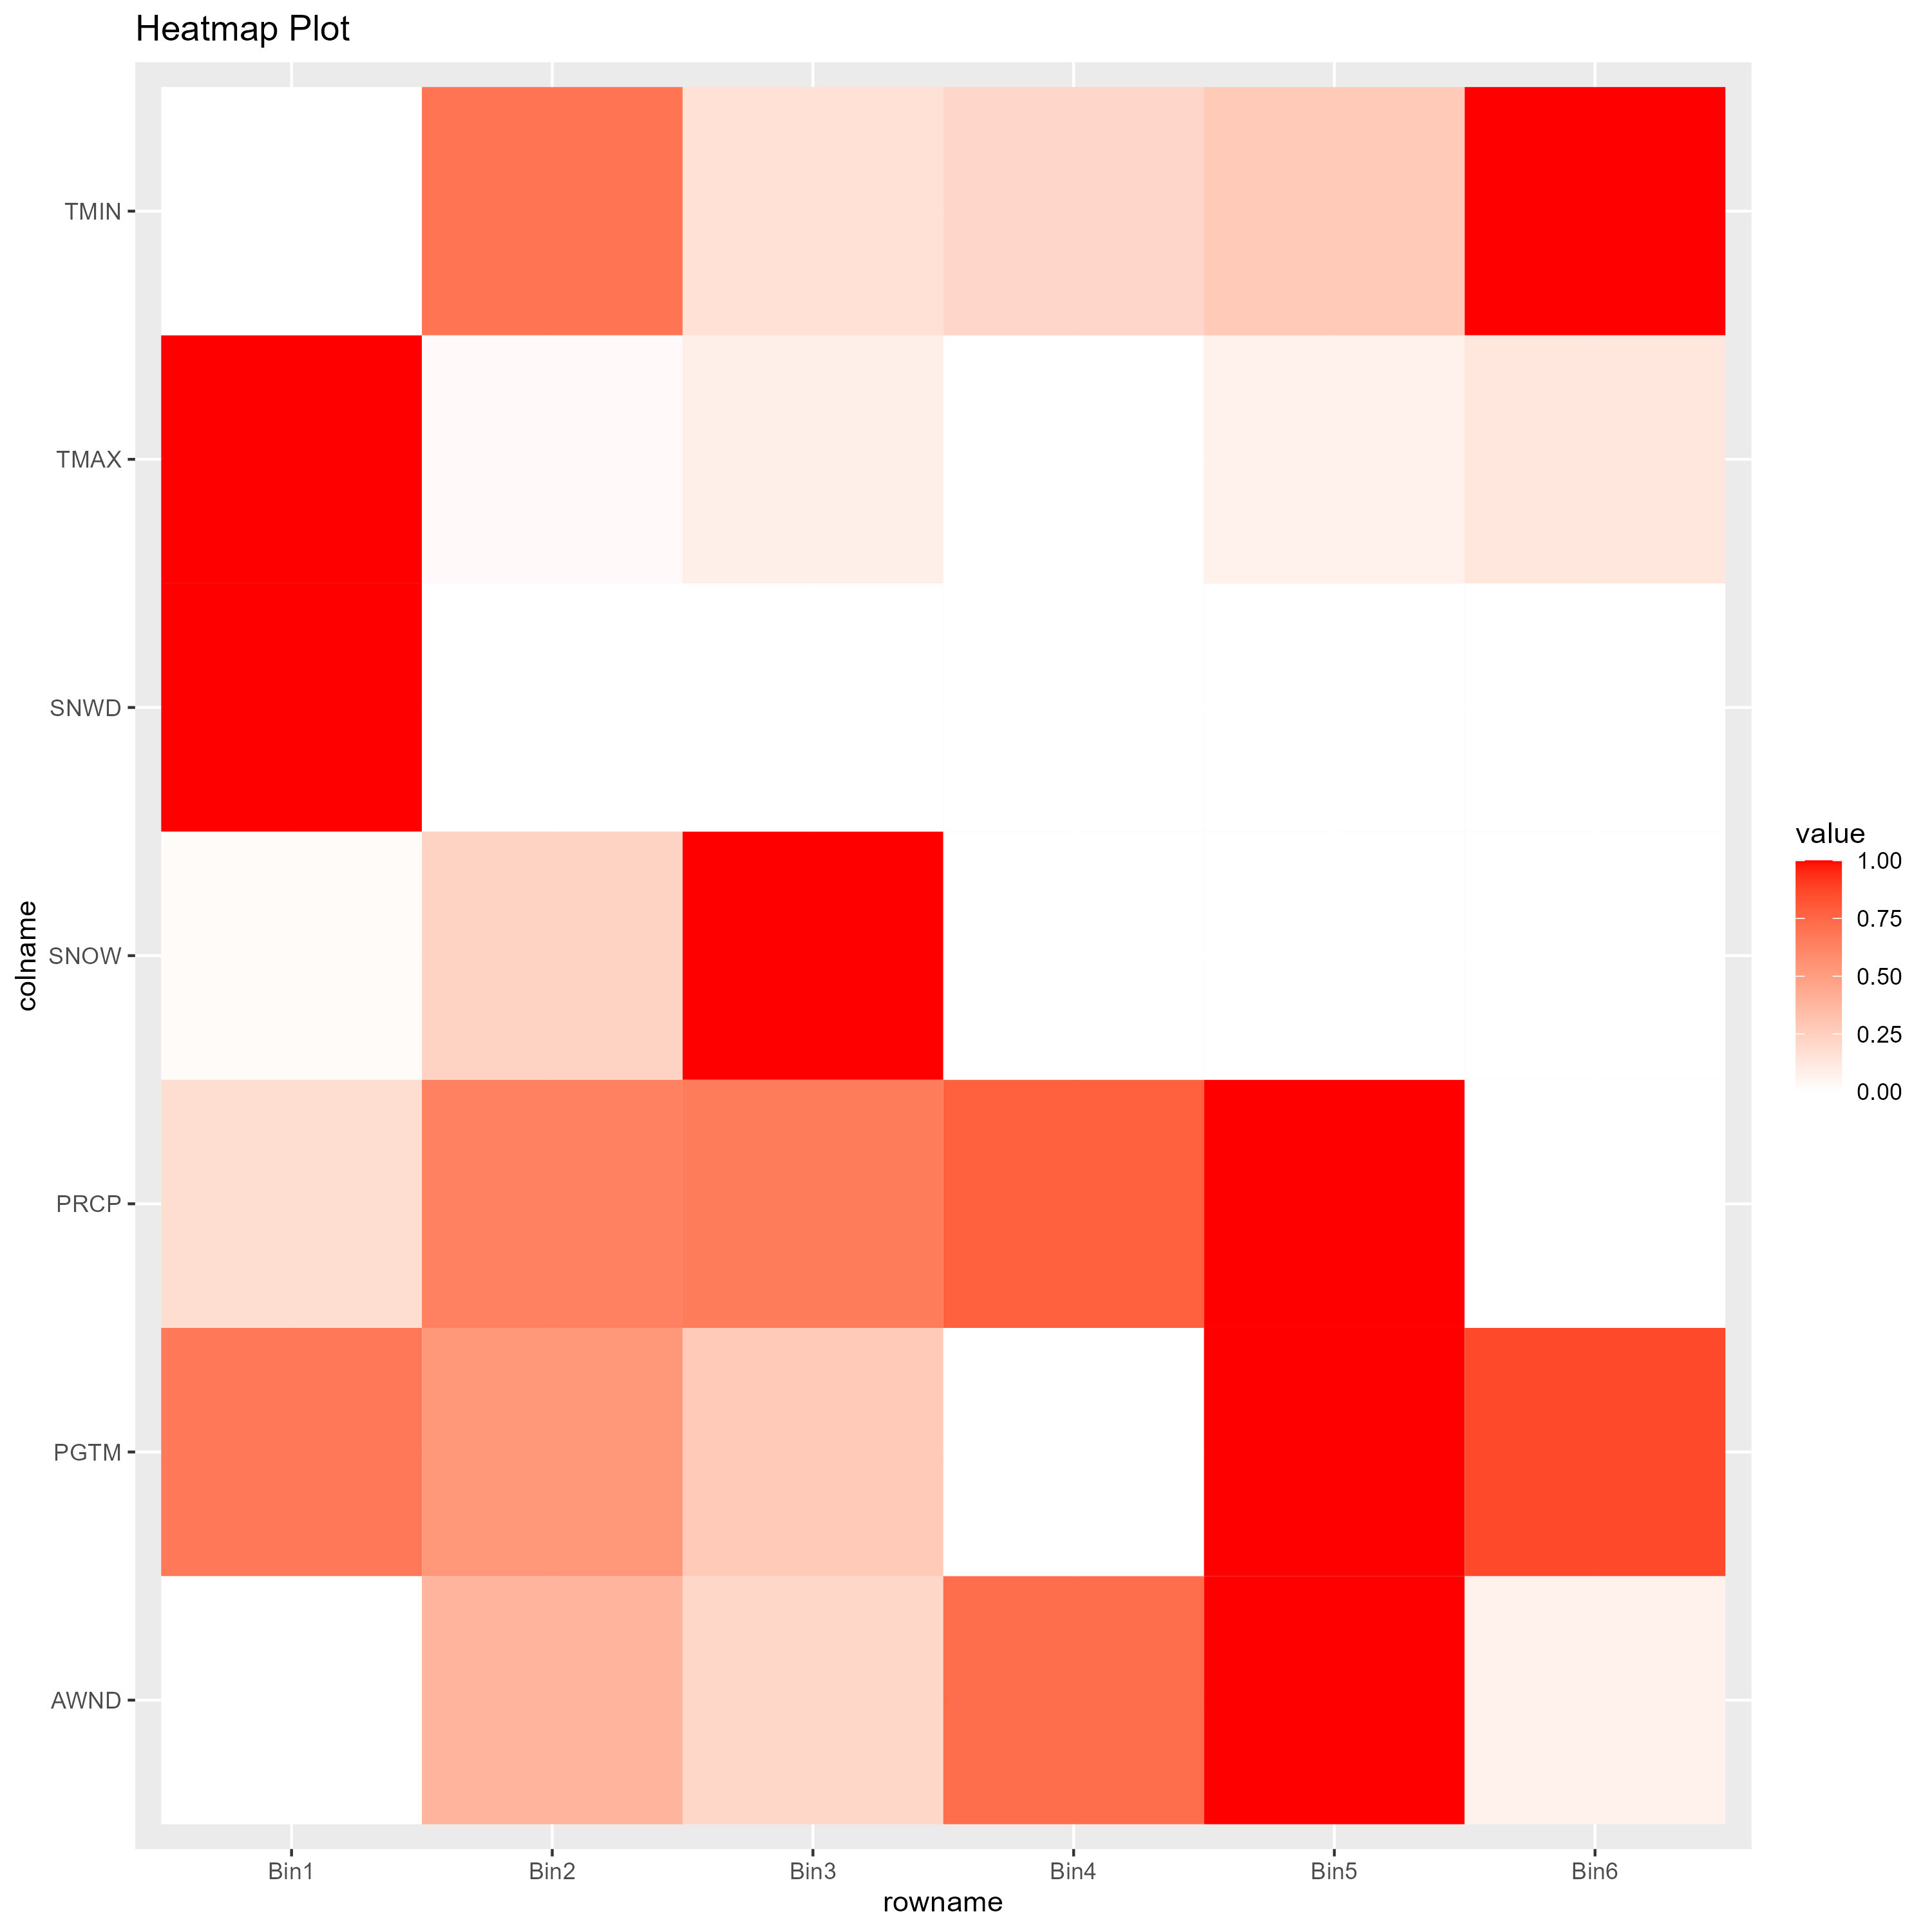 Heatmap Plot
TMIN
TMAX
SNWD
SNOW
PRCP
PGTM
AWND
colname
Bin1 Bin2 Bin3 Bin4 Bin5 Bin6
rowname
value
1.00
0.75
0.50
0.25
0.00